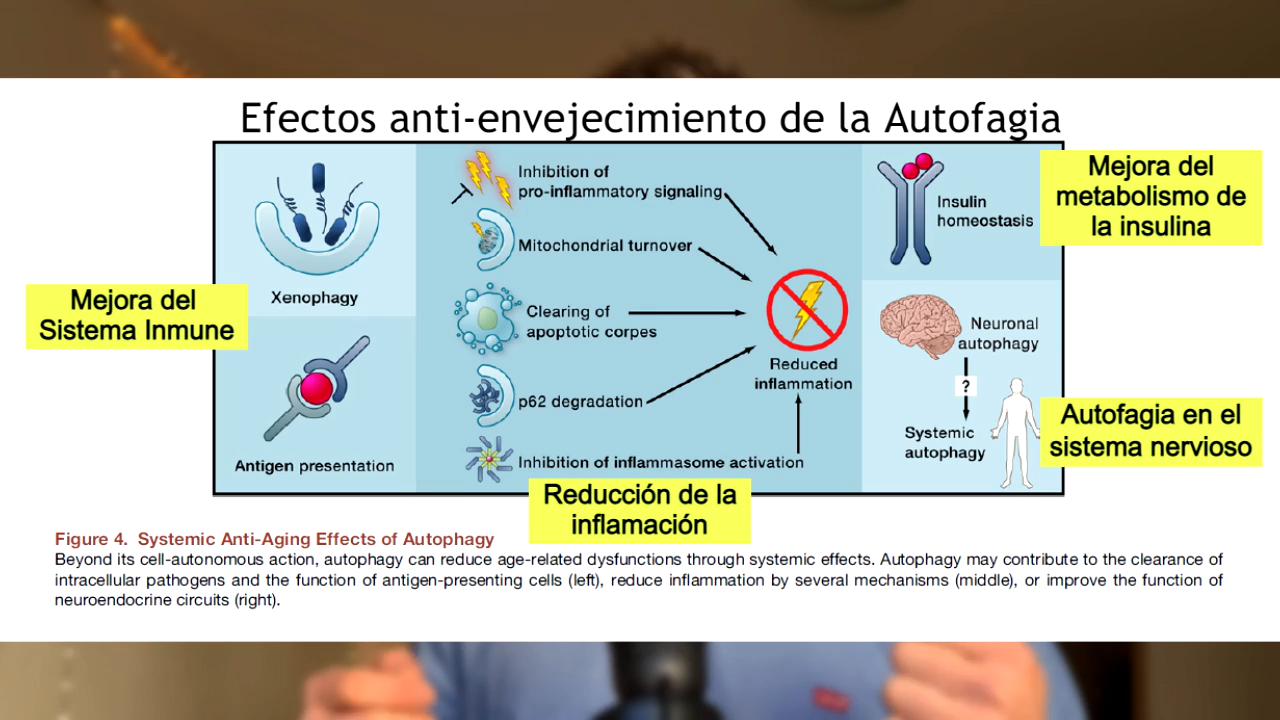 Efectos anti-envejecimiento de la Autofagia
Mejora del
Sistema Inmune
Xenophagy
Antigen presentation
Inhibition of
pro-inflammatory signaling
Mitochondrial turnover
Clearing of
apoptotic corpes
p62 degradation
Inhibition of inflammasome activation
Reduced
inflammation
Reducción de la
inflamación
Insulin
homeostasis
Mejora del
metabolismo de
la insulina
Neuronal
autophagy
?
Systemic
autophagy
Autofagia en el
sistema nervioso
Figure 4. Systemic Anti-Aging Effects of Autophagy
Beyond its cell-autonomous action, autophagy can reduce age-related dysfunctions through systemic effects. Autophagy may contribute to the clearance of
intracellular pathogens and the function of antigen-presenting cells (left), reduce inflammation by several mechanisms (middle), or improve the function of
neuroendocrine circuits (right).